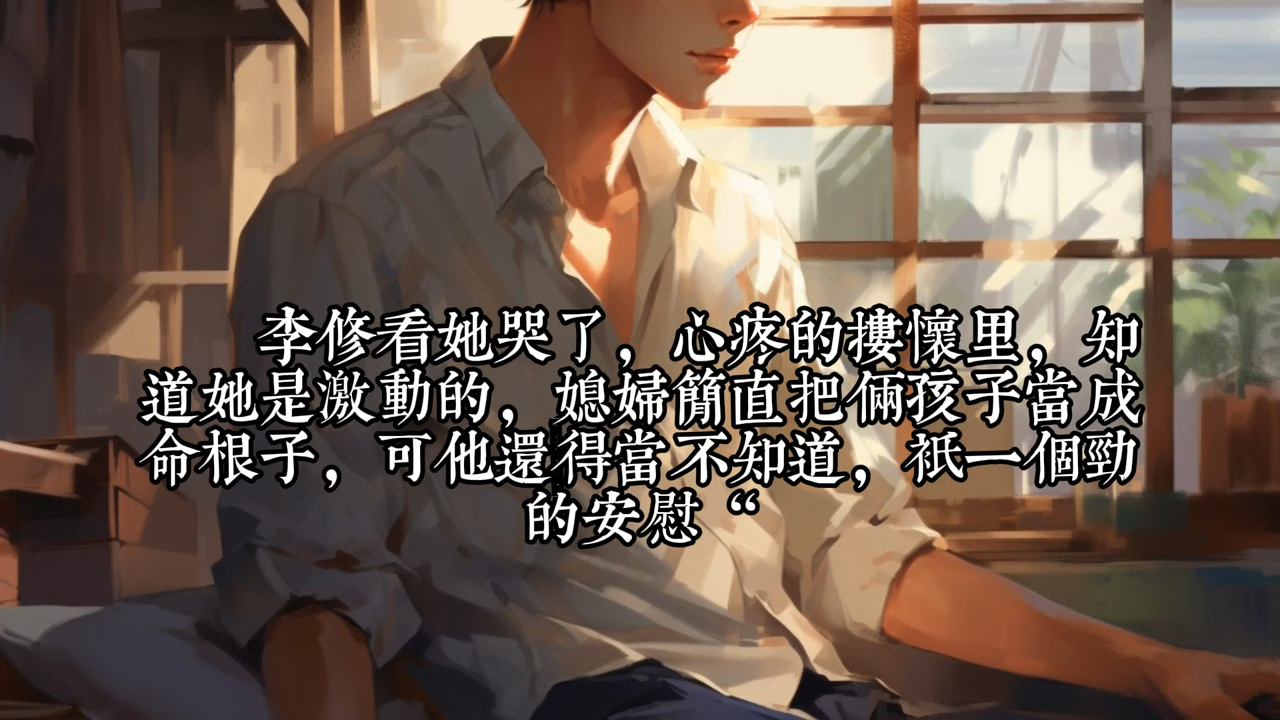 李修看她哭了，心疼的摟懷里，知
道她是激動的，媳婦簡直把倆孩子當成
命根子，可他還得當不知道，祇一個勁
的安慰“